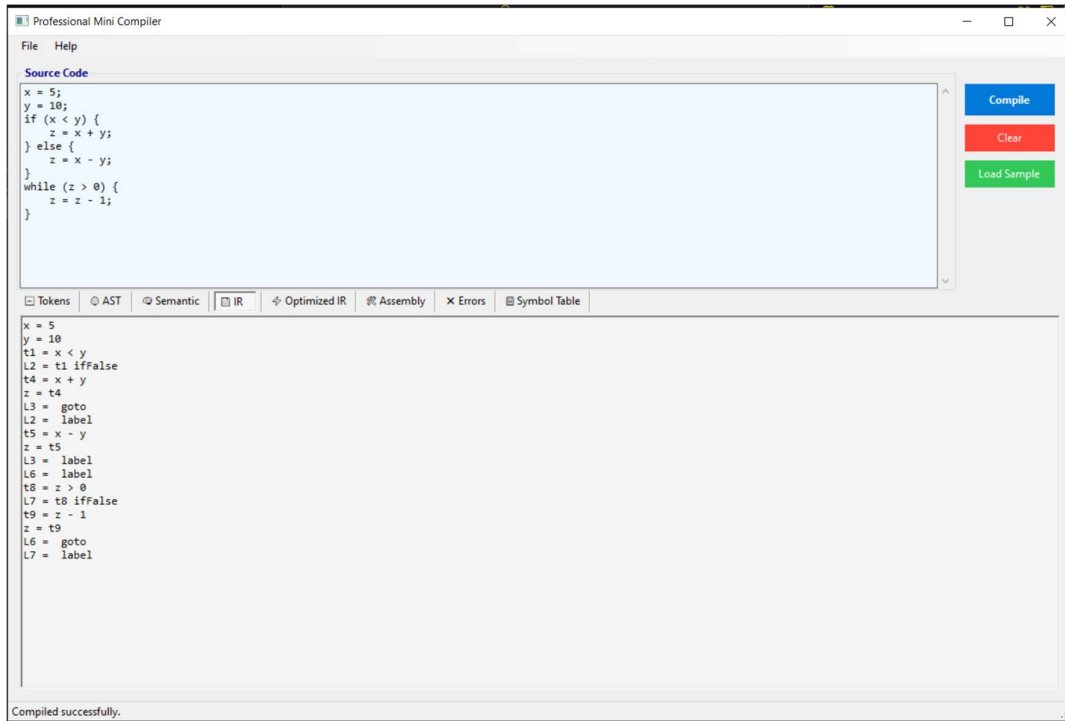 Professional Mini Compiler
File Help
Source Code
x = 5;
y = 10;
if (x < y) {
    z = x + y;
} else {
    z = x - y;
}
while (z > 0) {
    z = z - 1;
}
Compile
Clear
Load Sample
Tokens AST Semantic IR Optimized IR Assembly Errors Symbol Table
x = 5
y = 10
t1 = x < y
L2 = t1 ifFalse
t4 = x + y
z = t4
L3 =  goto
L2 =  label
t5 = x - y
z = t5
L3 =  label
L6 =  label
t8 = z > 0
L7 = t8 ifFalse
t9 = z - 1
z = t9
L6 =  goto
L7 =  label
Compiled successfully.